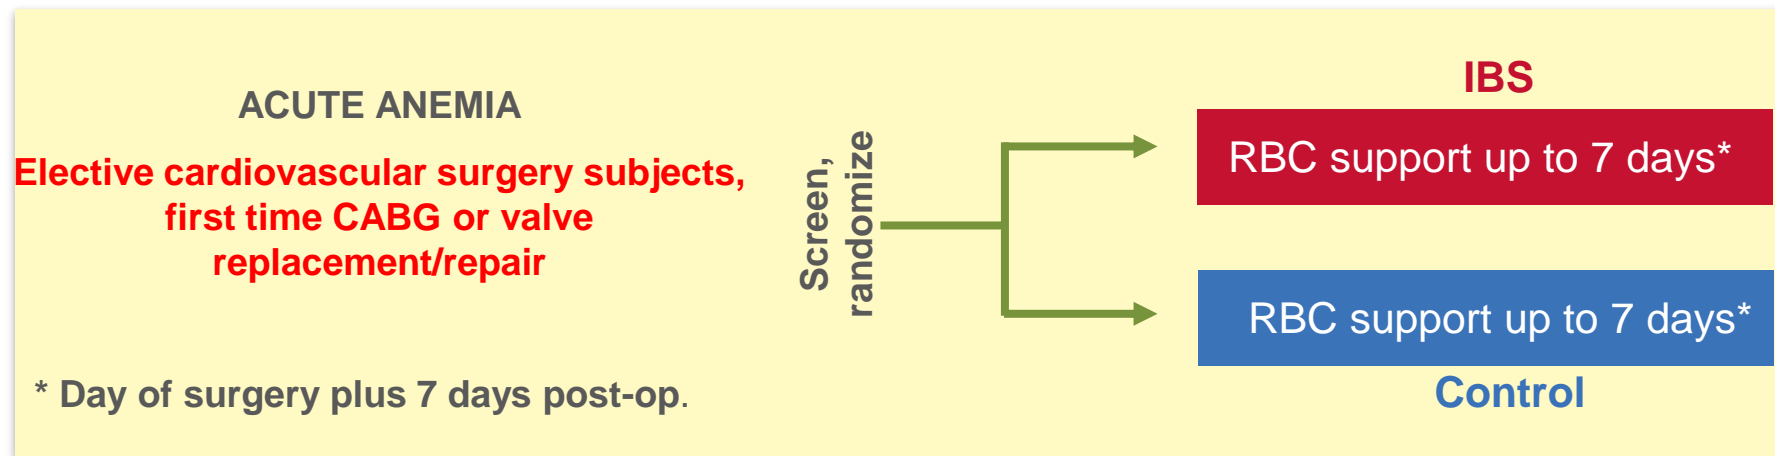 ACUTE ANEMIA
Elective cardiovascular surgery subjects,
first time CABG or valve
replacement/repair
* Day of surgery plus 7 days post-op.
Screen,
randomize
IBS
RBC support up to 7 days*
RBC support up to 7 days*
Control